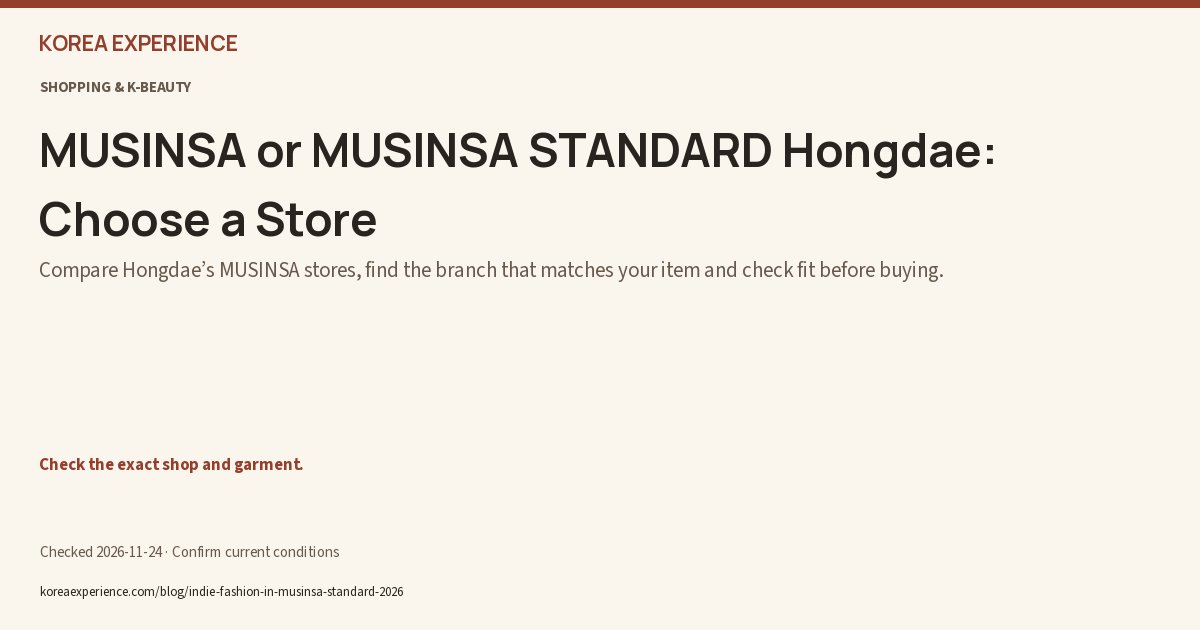 KOREA EXPERIENCE
SHOPPING & K-BEAUTY
MUSINSA or MUSINSA STANDARD Hongdae:
Choose a Store
Compare Hongdae’s MUSINSA stores, find the branch that matches your item and check fit before buying.
Check the exact shop and garment.
Checked 2026-11-24 · Confirm current conditions
koreaexperience.com/blog/indie-fashion-in-musinsa-standard-2026